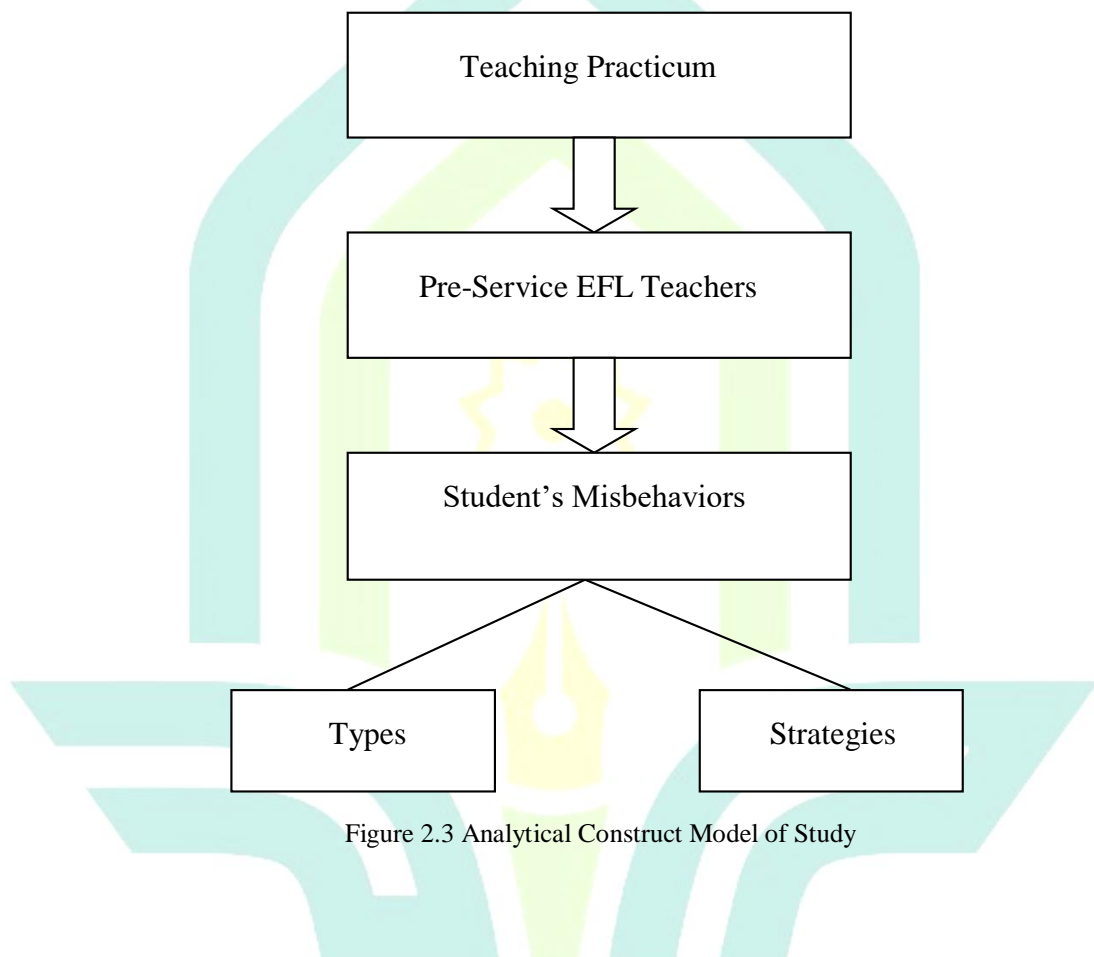 Teaching Practicum
Pre-Service EFL Teachers
Student’s Misbehaviors
Types
Strategies
Figure 2.3 Analytical Construct Model of Study